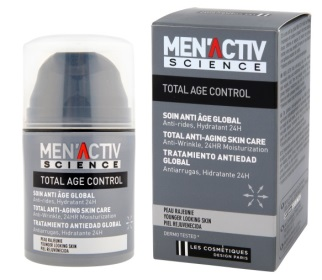 MEN'ACTIV
SCIENCE
TOTAL AGE CONTROL
SOIN ANTI ÂGE GLOBAL
Anti-rides, Hydratant 24H
TOTAL ANTI-AGING SKIN CARE
Anti-Wrinkle, 24HR Moisturization
TRATAMIENTO ANTIEDAD
GLOBAL
Antiarrugas, Hidratante 24H
PEAU RAJEUNIE
YOUNGER LOOKING SKIN
PIEL REJUVENECIDA
MEN'ACTIV
SCIENCE
TOTAL AGE CONTROL
SOIN ANTI ÂGE GLOBAL
Anti-rides, Hydratant 24H
TOTAL ANTI-AGING SKIN CARE
Anti-Wrinkle, 24HR Moisturization
TRATAMIENTO ANTIEDAD
GLOBAL
Antiarrugas, Hidratante 24H
PEAU RAJEUNIE
YOUNGER LOOKING SKIN
PIEL REJUVENECIDA
DERMOTESTED
LES COSMÉTIQUES
DESIGN PARIS